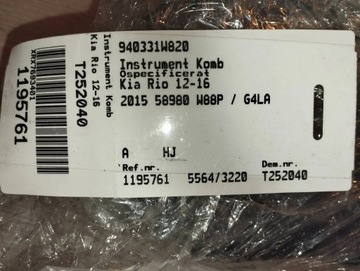 940331W820
Instrument Komb
Ospecificerat
Kia Rio 12-16
2015 58980 W88P / G4LA
A HJ
Ref.nr. Dem.nr.
1195761 5564/3220 T252040
Instrument Komb
Kia Rio 12-16
T252040
XRX7693401
1195761